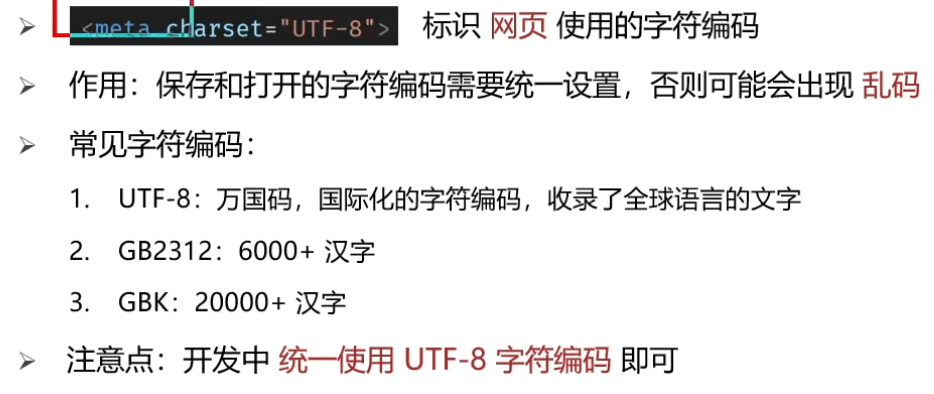 <meta charset="UTF-8"> 标识 网页 使用的字符编码
作用：保存和打开的字符编码需要统一设置，否则可能会出现 乱码
常见字符编码：
1. UTF-8：万国码，国际化的字符编码，收录了全球语言的文字
2. GB2312：6000+ 汉字
3. GBK：20000+ 汉字
注意点：开发中 统一使用 UTF-8 字符编码 即可